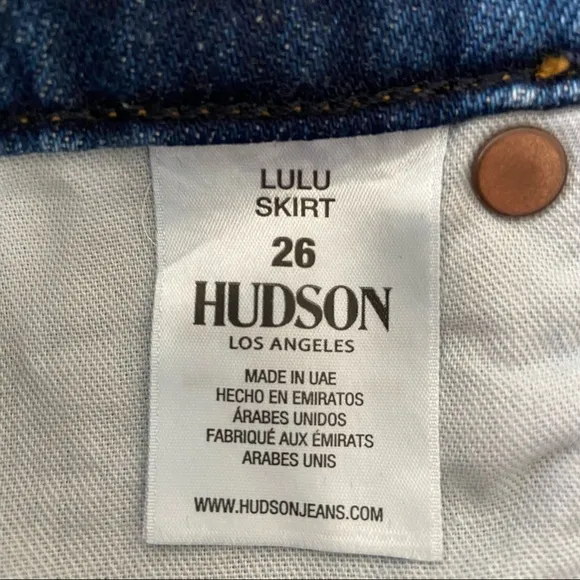 LULU
SKIRT
26
HUDSON
LOS ANGELES
MADE IN UAE
HECHO EN EMIRATOS
ÁRABES UNIDOS
FABRIQUÉ AUX ÉMIRATS
ARABES UNIS
WWW.HUDSONJEANS.COM